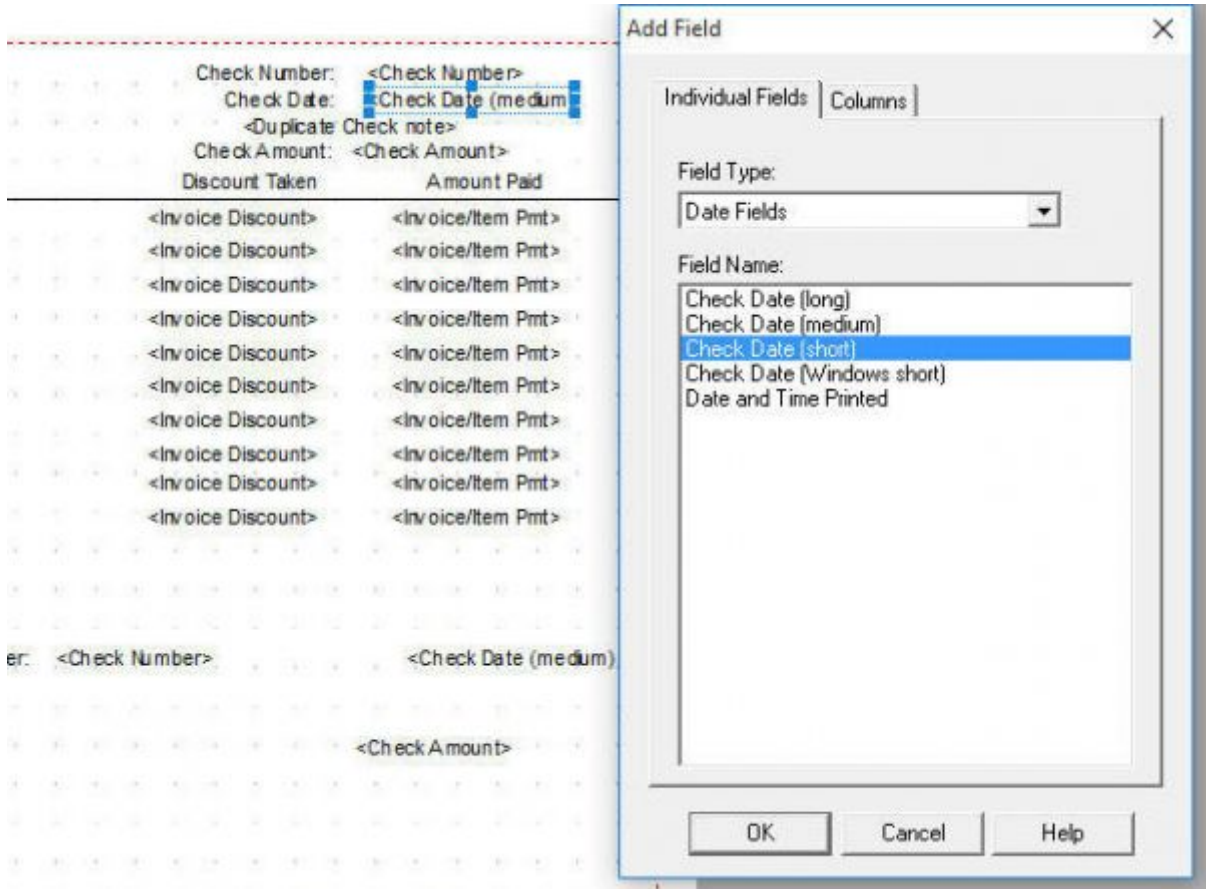 Check Number: <Check Number>
Check Date: <Check Date (medium
<Duplicate Check note>
Check Amount: <Check Amount>
Discount Taken Amount Paid
<Invoice Discount> <Invoice/Item Pmt>
<Invoice Discount> <Invoice/Item Pmt>
<Invoice Discount> <Invoice/Item Pmt>
<Invoice Discount> <Invoice/Item Pmt>
<Invoice Discount> <Invoice/Item Pmt>
<Invoice Discount> <Invoice/Item Pmt>
<Invoice Discount> <Invoice/Item Pmt>
<Invoice Discount> <Invoice/Item Pmt>
<Invoice Discount> <Invoice/Item Pmt>
<Invoice Discount> <Invoice/Item Pmt>
er: <Check Number> <Check Date (medium)
<Check Amount>
Add Field
Individual Fields Columns
Field Type:
Date Fields
Field Name:
Check Date (long)
Check Date (medium)
Check Date (short)
Check Date (Windows short)
Date and Time Printed
OK Cancel Help